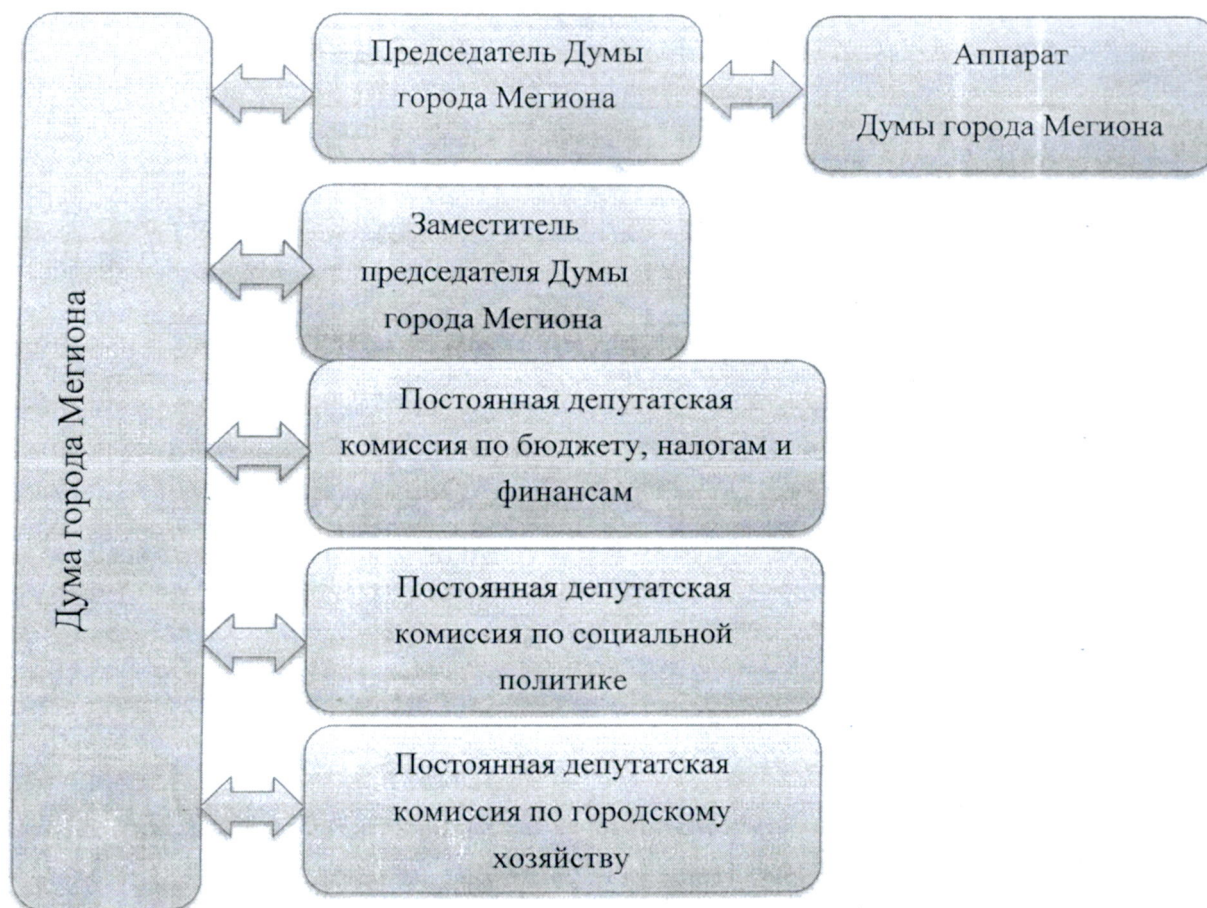 Дума города Мегиона
Председатель Думы
города Мегиона
Аппарат
Думы города Мегиона
Заместитель
председателя Думы
города Мегиона
Постоянная депутатская
комиссия по бюджету, налогам и
финансам
Постоянная депутатская
комиссия по социальной
политике
Постоянная депутатская
комиссия по городскому
хозяйству